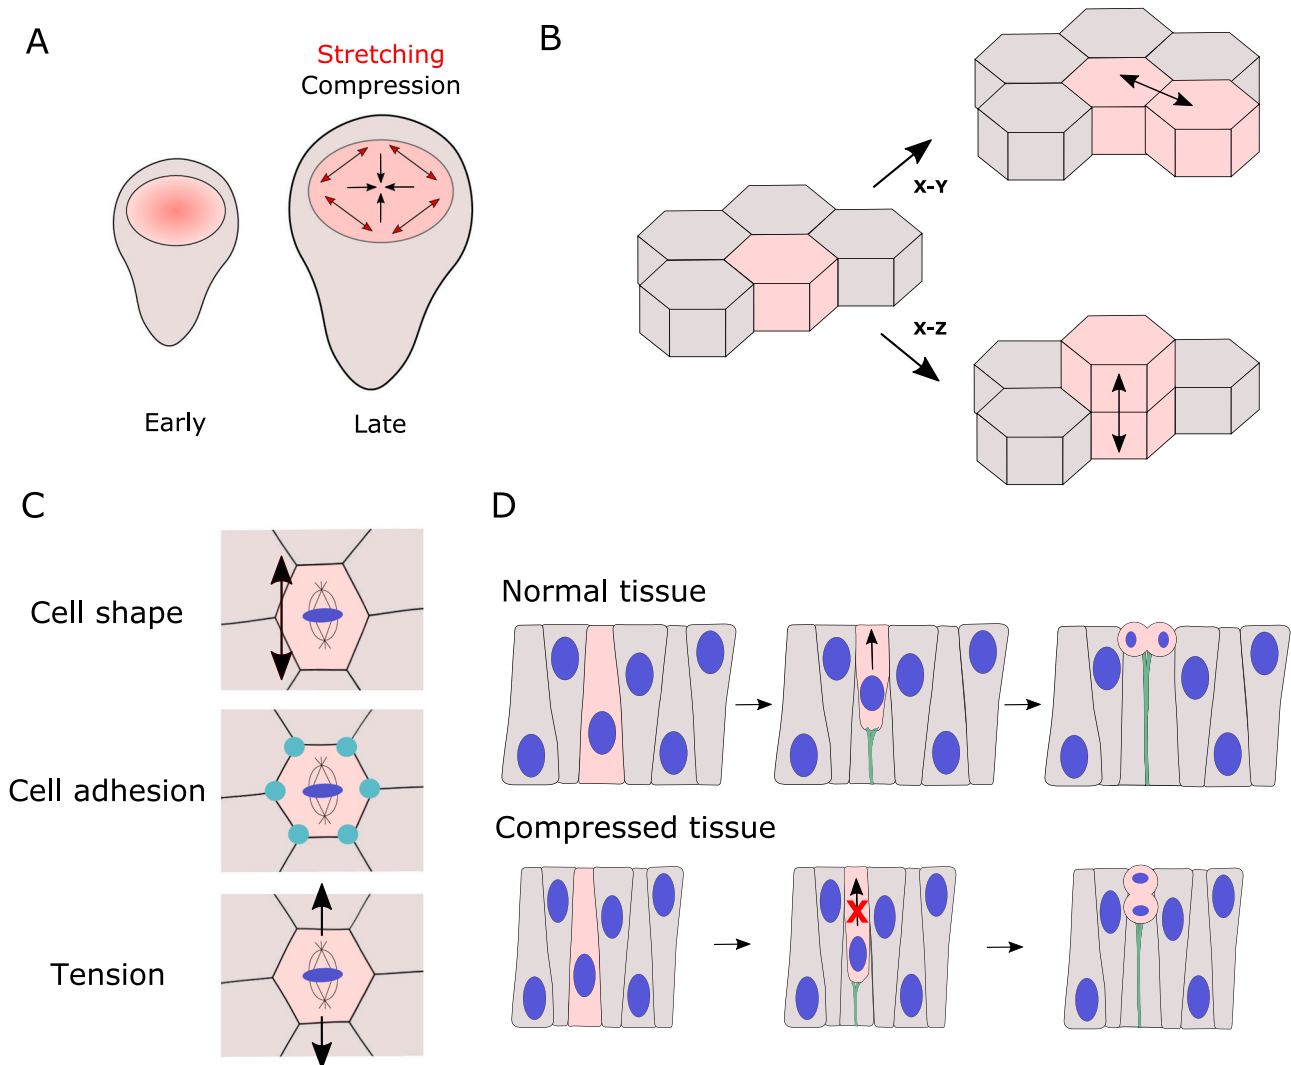 A
Stretching
Compression
Early
Late
B
X-Y
X-Z
C
Cell shape
Cell adhesion
Tension
D
Normal tissue
Compressed tissue
X